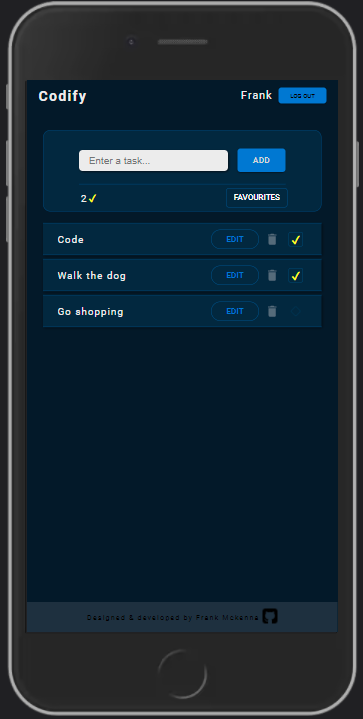 Codify
Frank LOG OUT
Enter a task... ADD
2 ✓ FAVOURITES
Code EDIT
Walk the dog EDIT
Go shopping EDIT
Designed & developed by Frank Mckenna